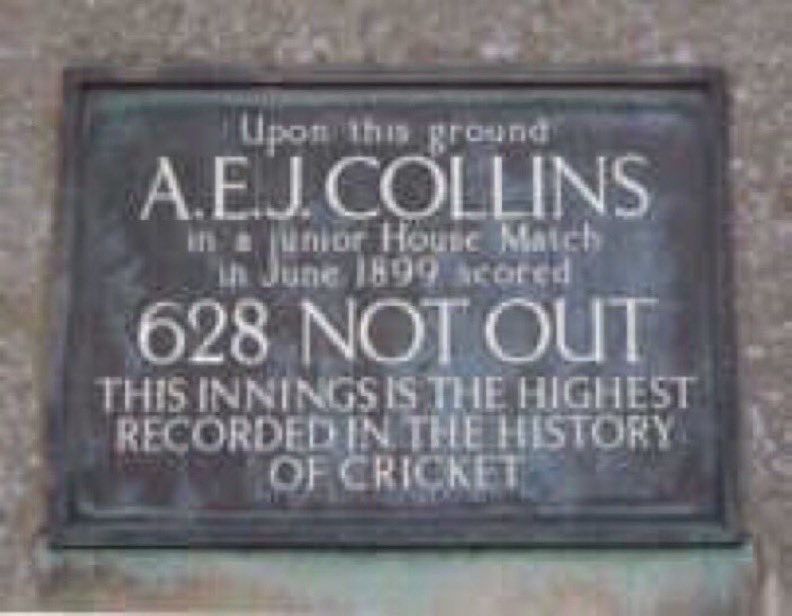 Upon this ground
A.E.J. COLLINS
in a junior House Match
in June 1899 scored
628 NOT OUT
THIS INNINGS IS THE HIGHEST
RECORDED IN THE HISTORY
OF CRICKET